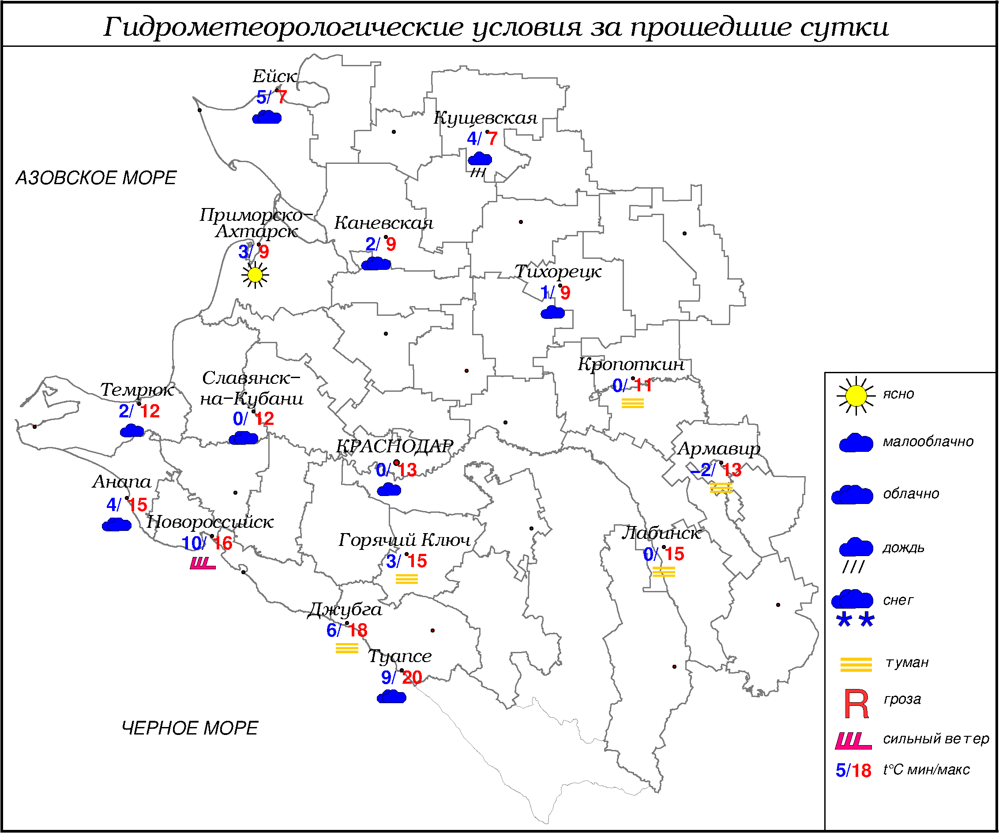 Гидрометеорологические условия за прошедшие сутки
Ейск
5/7
Кущевская
4/7
АЗОВСКОЕ МОРЕ
Приморско-
Ахтарск
3/9
Каневская
2/9
Тихорецк
1/9
Кропоткин
0/11
Темрюк
2/12
Славянск-
на-Кубани
0/12
КРАСНОДАР
0/13
Армавир
-2/13
Анапа
4/15
Новороссийск
10/16
Горячий Ключ
3/15
Лабинск
0/15
Джубга
6/18
Туапсе
9/20
ЧЕРНОЕ МОРЕ
ясно
малооблачно
облачно
дождь
снег
туман
R гроза
сильный ветер
5/18 t°C мин/макс